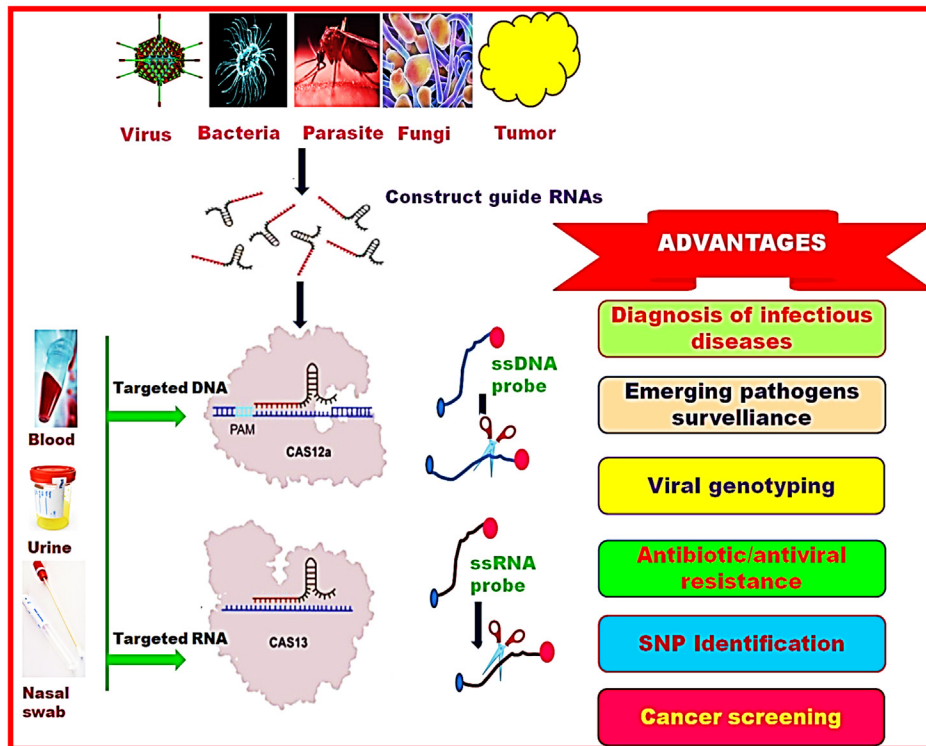 Virus
Bacteria
Parasite
Fungi
Tumor
Construct guide RNAs
ADVANTAGES
Diagnosis of infectious
diseases
Emerging pathogens
survelliance
Viral genotyping
Antibiotic/antiviral
resistance
SNP Identification
Cancer screening
Blood
Urine
Nasal
swab
Targeted DNA
PAM
CAS12a
ssDNA
probe
Targeted RNA
CAS13
ssRNA
probe